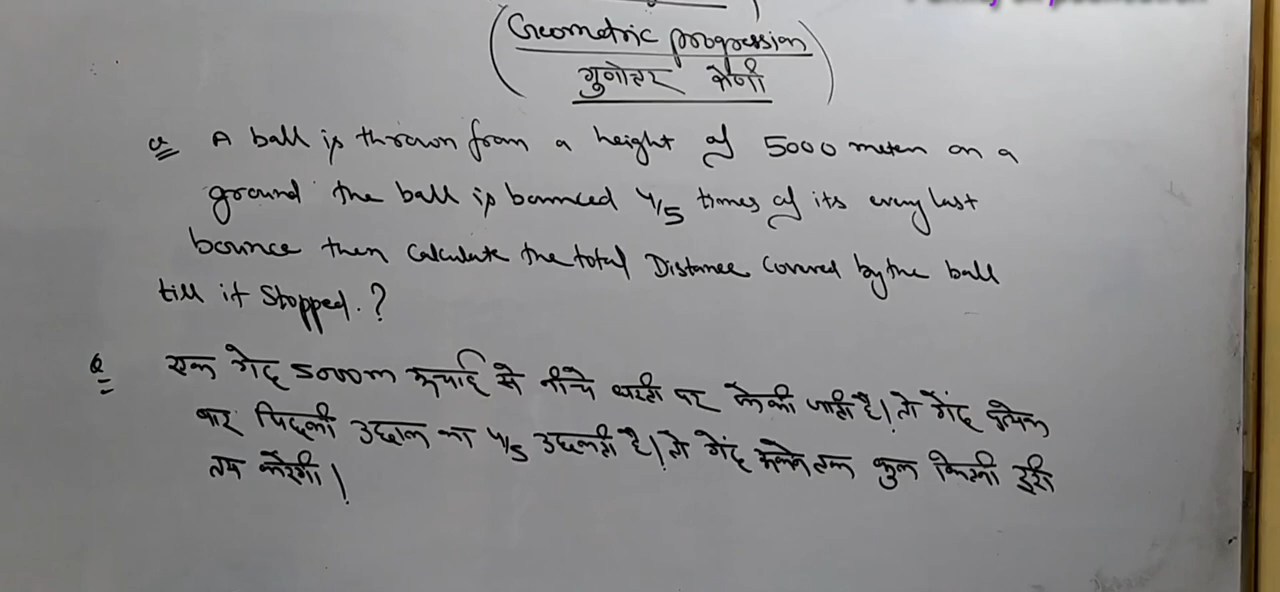 (Geometric progression
गुणोत्तर श्रेणी)
Q A ball is thrown from a height of 5000 meter on a
ground the ball is bounced 4/5 times of its every last
bounce then calculate the total Distance covered by the ball
till it stopped.?
Q एक गेंद 5000m ऊचाई से नीचे धरती पर फेंकी जाती है। तो गेंद प्रत्येक
बार पिछली उछाल का 4/5 उछलती है। तो गेंद रुकने तक कुल कितनी दूरी
तय करेगी।